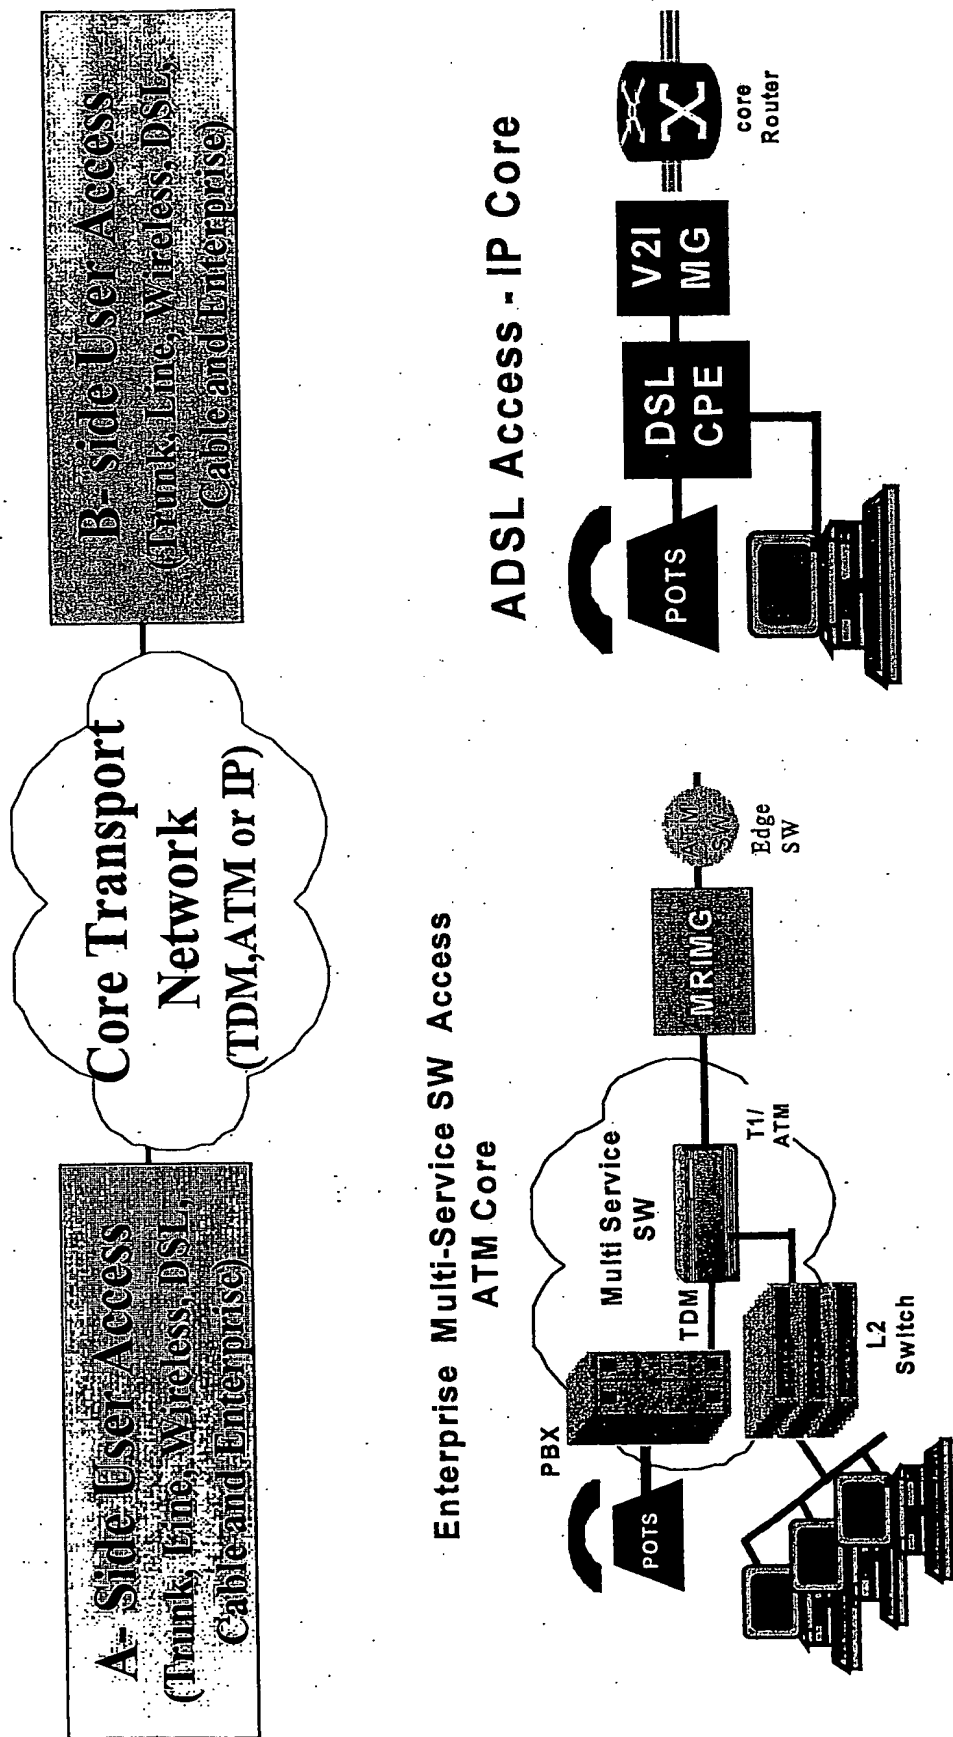 A- Side User Access
(Trunk, Line, Wireless, DSL,
Cable and Enterprise)
Core Transport
Network
(TDM,ATM or IP)
B- side User Access
(Trunk, Line, Wireless, DSL,
Cable and Enterprise)
Enterprise Multi-Service SW Access
ATM Core
PBX
POTS
TDM
Multi Service
SW
T1/
ATM
L2
Switch
MRIMG
ATM
SW
Edge
SW
ADSL Access - IP Core
POTS
DSL
CPE
V2I
MG
core
Router